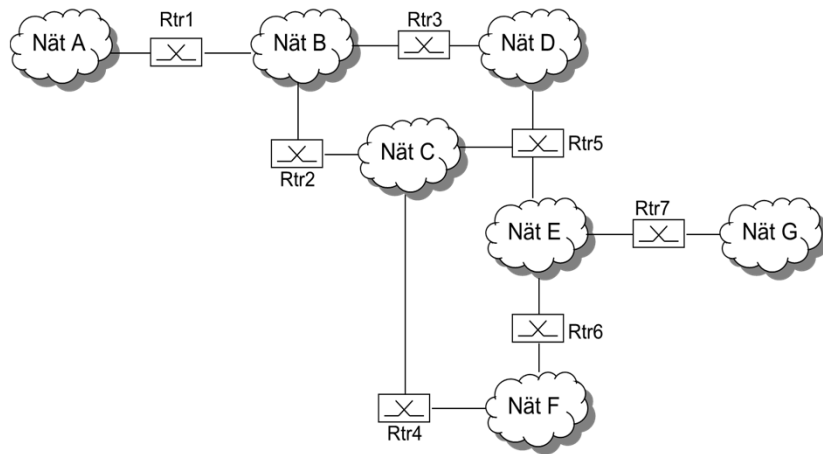 Rtr1
Rtr3
Nät A
Nät B
Nät D
Nät C
Rtr5
Rtr2
Rtr7
Nät E
Nät G
Rtr6
Nät F
Rtr4